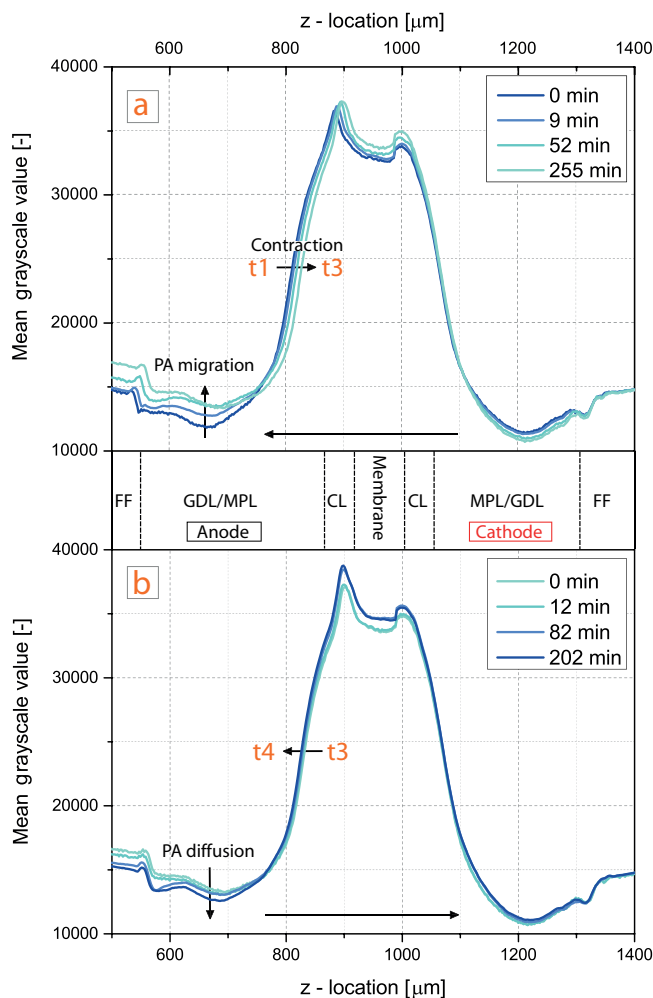 z - location [µm]
600 800 1000 1200 1400
40000
30000
20000
10000
Mean grayscale value [-]
a
0 min
9 min
52 min
255 min
Contraction
t1 t3
PA migration
FF GDL/MPL CL Membrane CL MPL/GDL FF
Anode Cathode
40000
30000
20000
10000
Mean grayscale value [-]
b
0 min
12 min
82 min
202 min
t4 t3
PA diffusion
600 800 1000 1200 1400
z - location [µm]